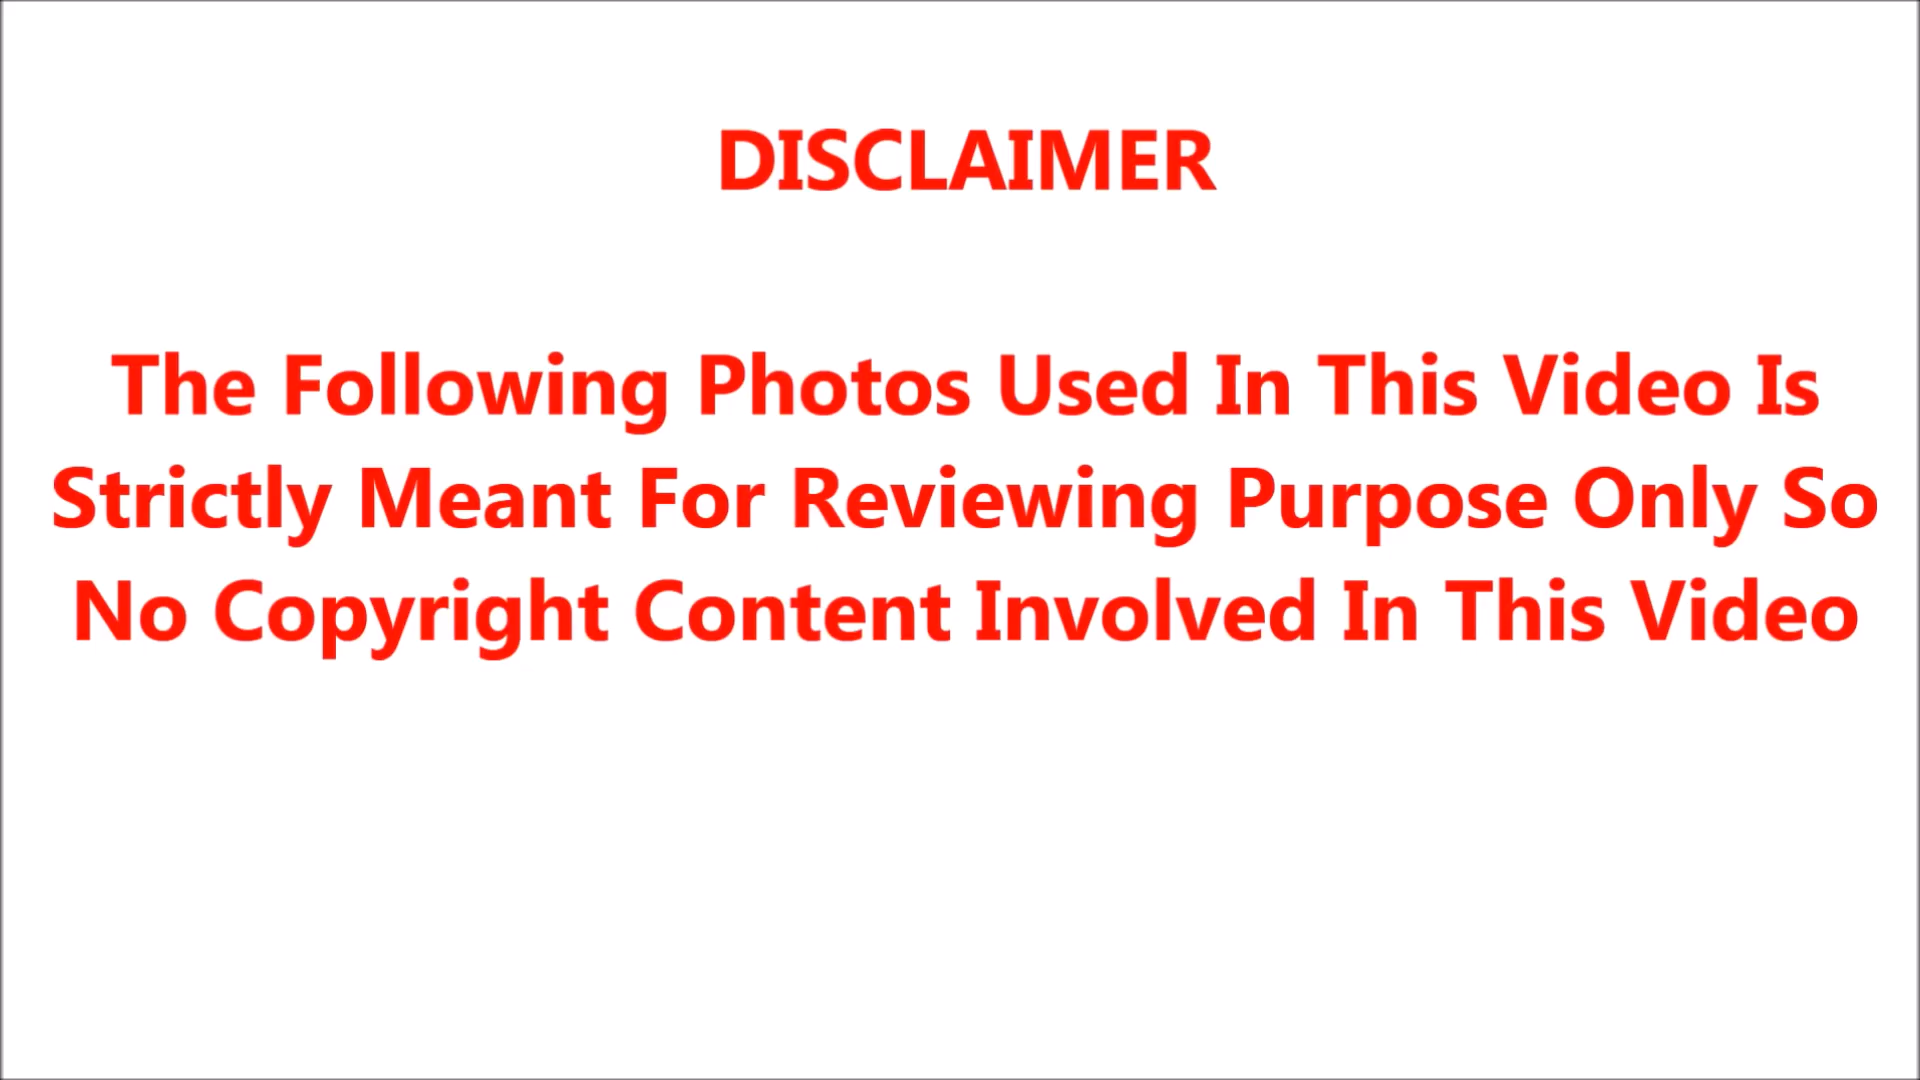 DISCLAIMER
The Following Photos Used In This Video Is
Strictly Meant For Reviewing Purpose Only So
No Copyright Content Involved In This Video